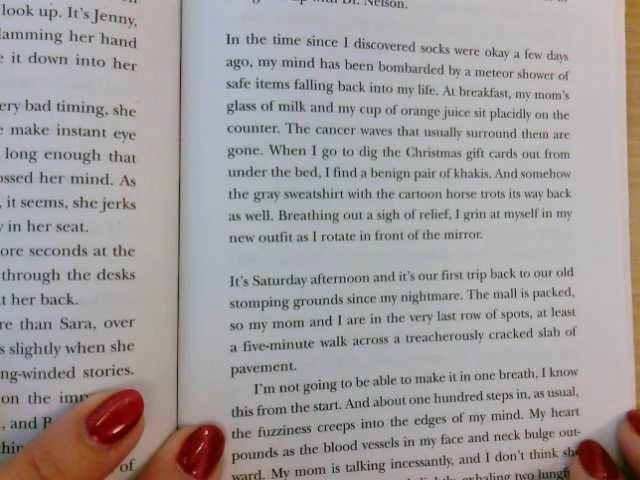 look up. It's Jenny,
lamming her hand
it down into her
ery bad timing, she
make instant eye
long enough that
ossed her mind. As
, it seems, she jerks
in her seat.
ore seconds at the
through the desks
t her back.
re than Sara, over
s slightly when she
ng-winded stories.
on the
, and
of
up with Dr. Nelson.
In the time since I discovered socks were okay a few days
ago, my mind has been bombarded by a meteor shower of
safe items falling back into my life. At breakfast, my mom's
glass of milk and my cup of orange juice sit placidly on the
counter. The cancer waves that usually surround them are
gone. When I go to dig the Christmas gift cards out from
under the bed, I find a benign pair of khakis. And somehow
the gray sweatshirt with the cartoon horse trots its way back
as well. Breathing out a sigh of relief, I grin at myself in my
new outfit as I rotate in front of the mirror.
It's Saturday afternoon and it's our first trip back to our old
stomping grounds since my nightmare. The mall is packed,
so my mom and I are in the very last row of spots, at least
a five-minute walk across a treacherously cracked slab of
pavement.
I'm not going to be able to make it in one breath, I know
this from the start. And about one hundred steps in, as usual,
the fuzziness creeps into the edges of my mind. My heart
pounds as the blood vessels in my face and neck bulge out-
ward. My mom is talking incessantly, and I don't think she
exhaling two